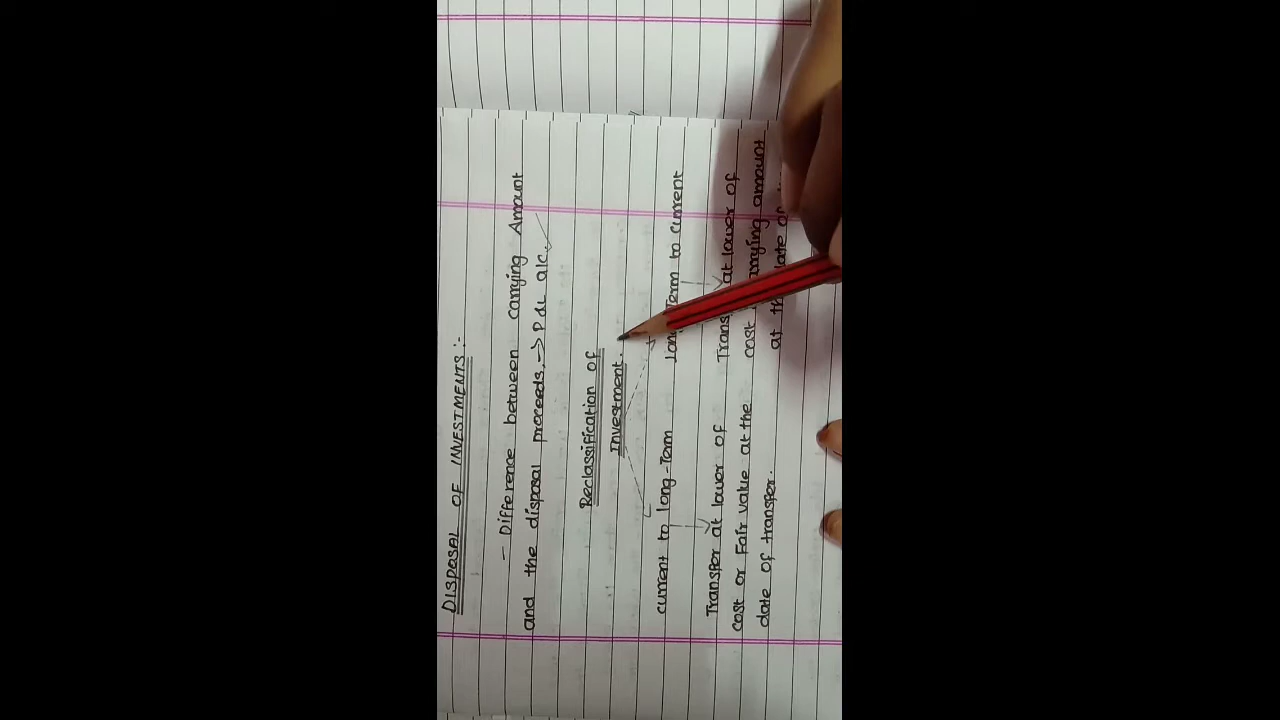 DISPOSAL OF INVESTMENTS :-
- Difference between carrying Amount
and the disposal proceeds. -> P&L a/c.
Reclassification of
Investment.
current to long-Term
Transfer at lower of
cost or Fair value at the
date of transfer.
Term to current
at lower of
cost
amount
at